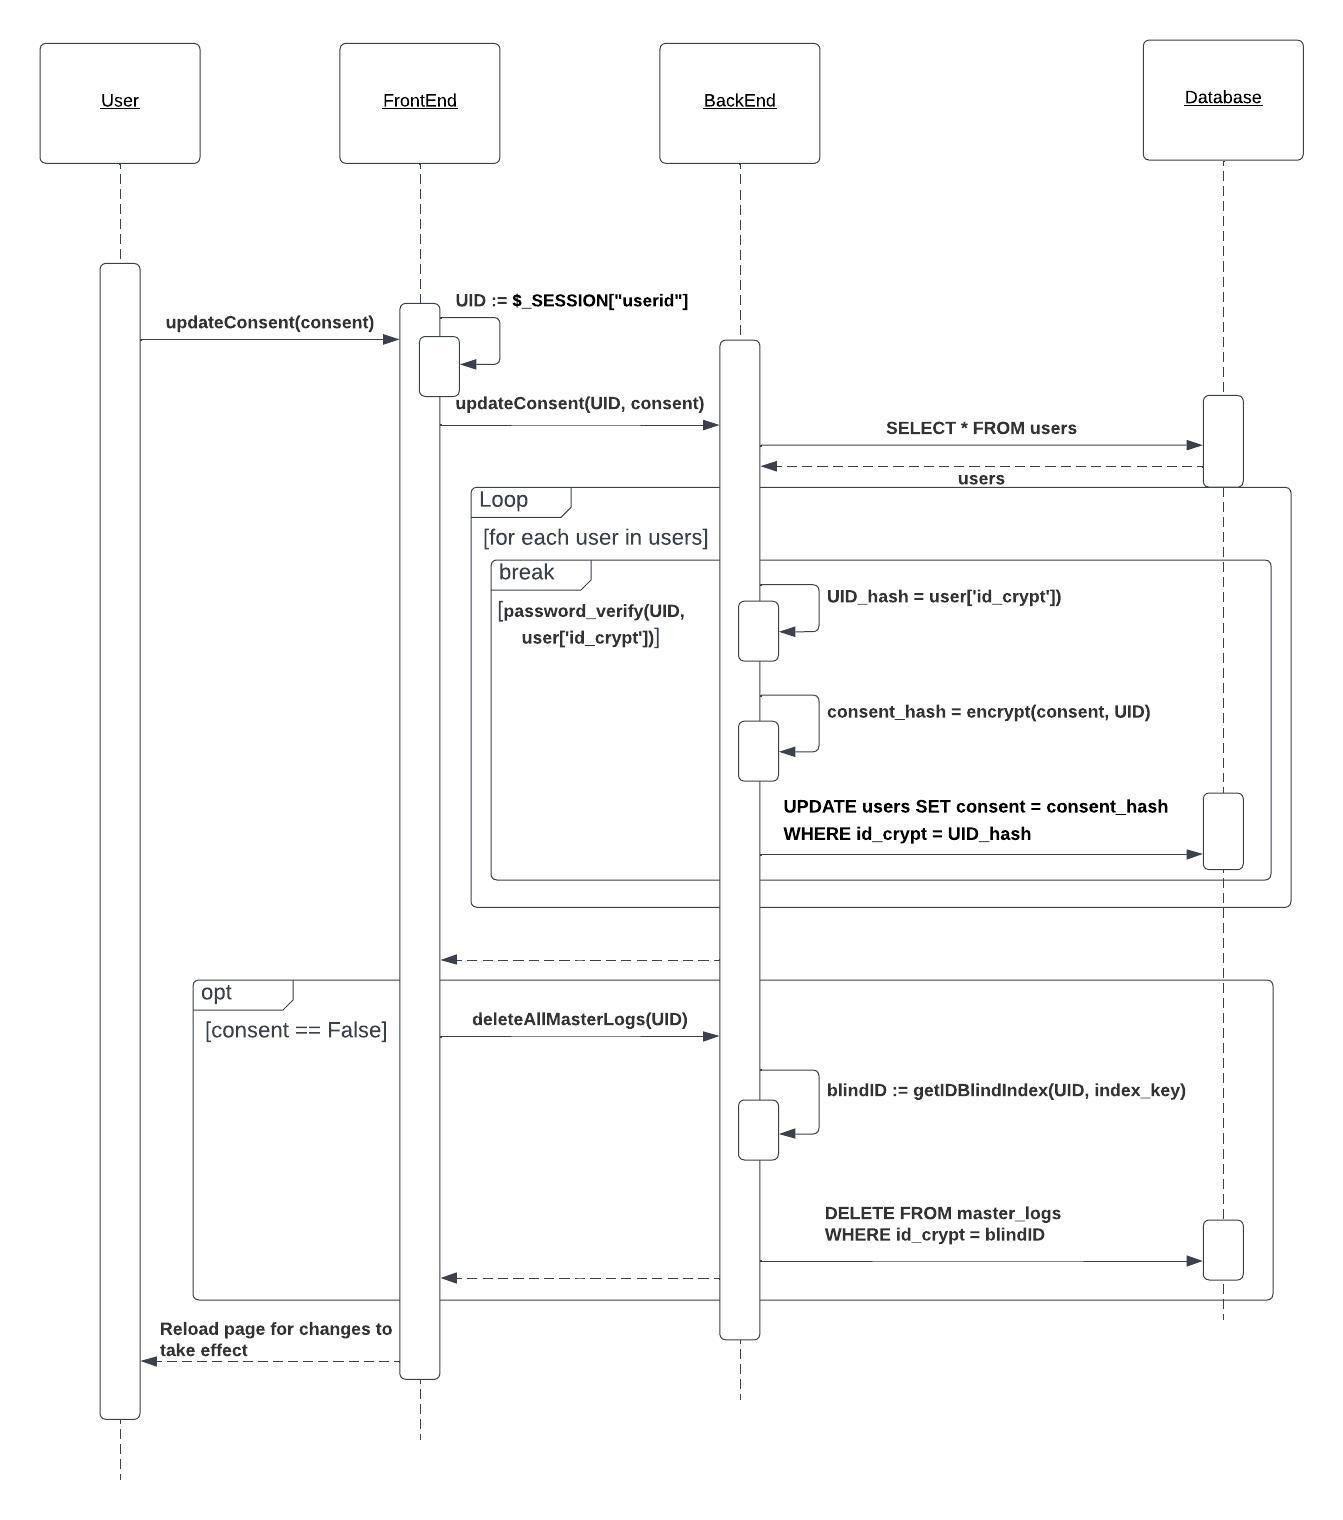 User
FrontEnd
BackEnd
Database
UID := $_SESSION["userid"]
updateConsent(consent)
updateConsent(UID, consent)
SELECT * FROM users
users
Loop
[for each user in users]
break
[password_verify(UID,
user['id_crypt'])]
UID_hash = user['id_crypt'])
consent_hash = encrypt(consent, UID)
UPDATE users SET consent = consent_hash
WHERE id_crypt = UID_hash
opt
[consent == False]
deleteAllMasterLogs(UID)
blindID := getIDBlindIndex(UID, index_key)
DELETE FROM master_logs
WHERE id_crypt = blindID
Reload page for changes to
take effect